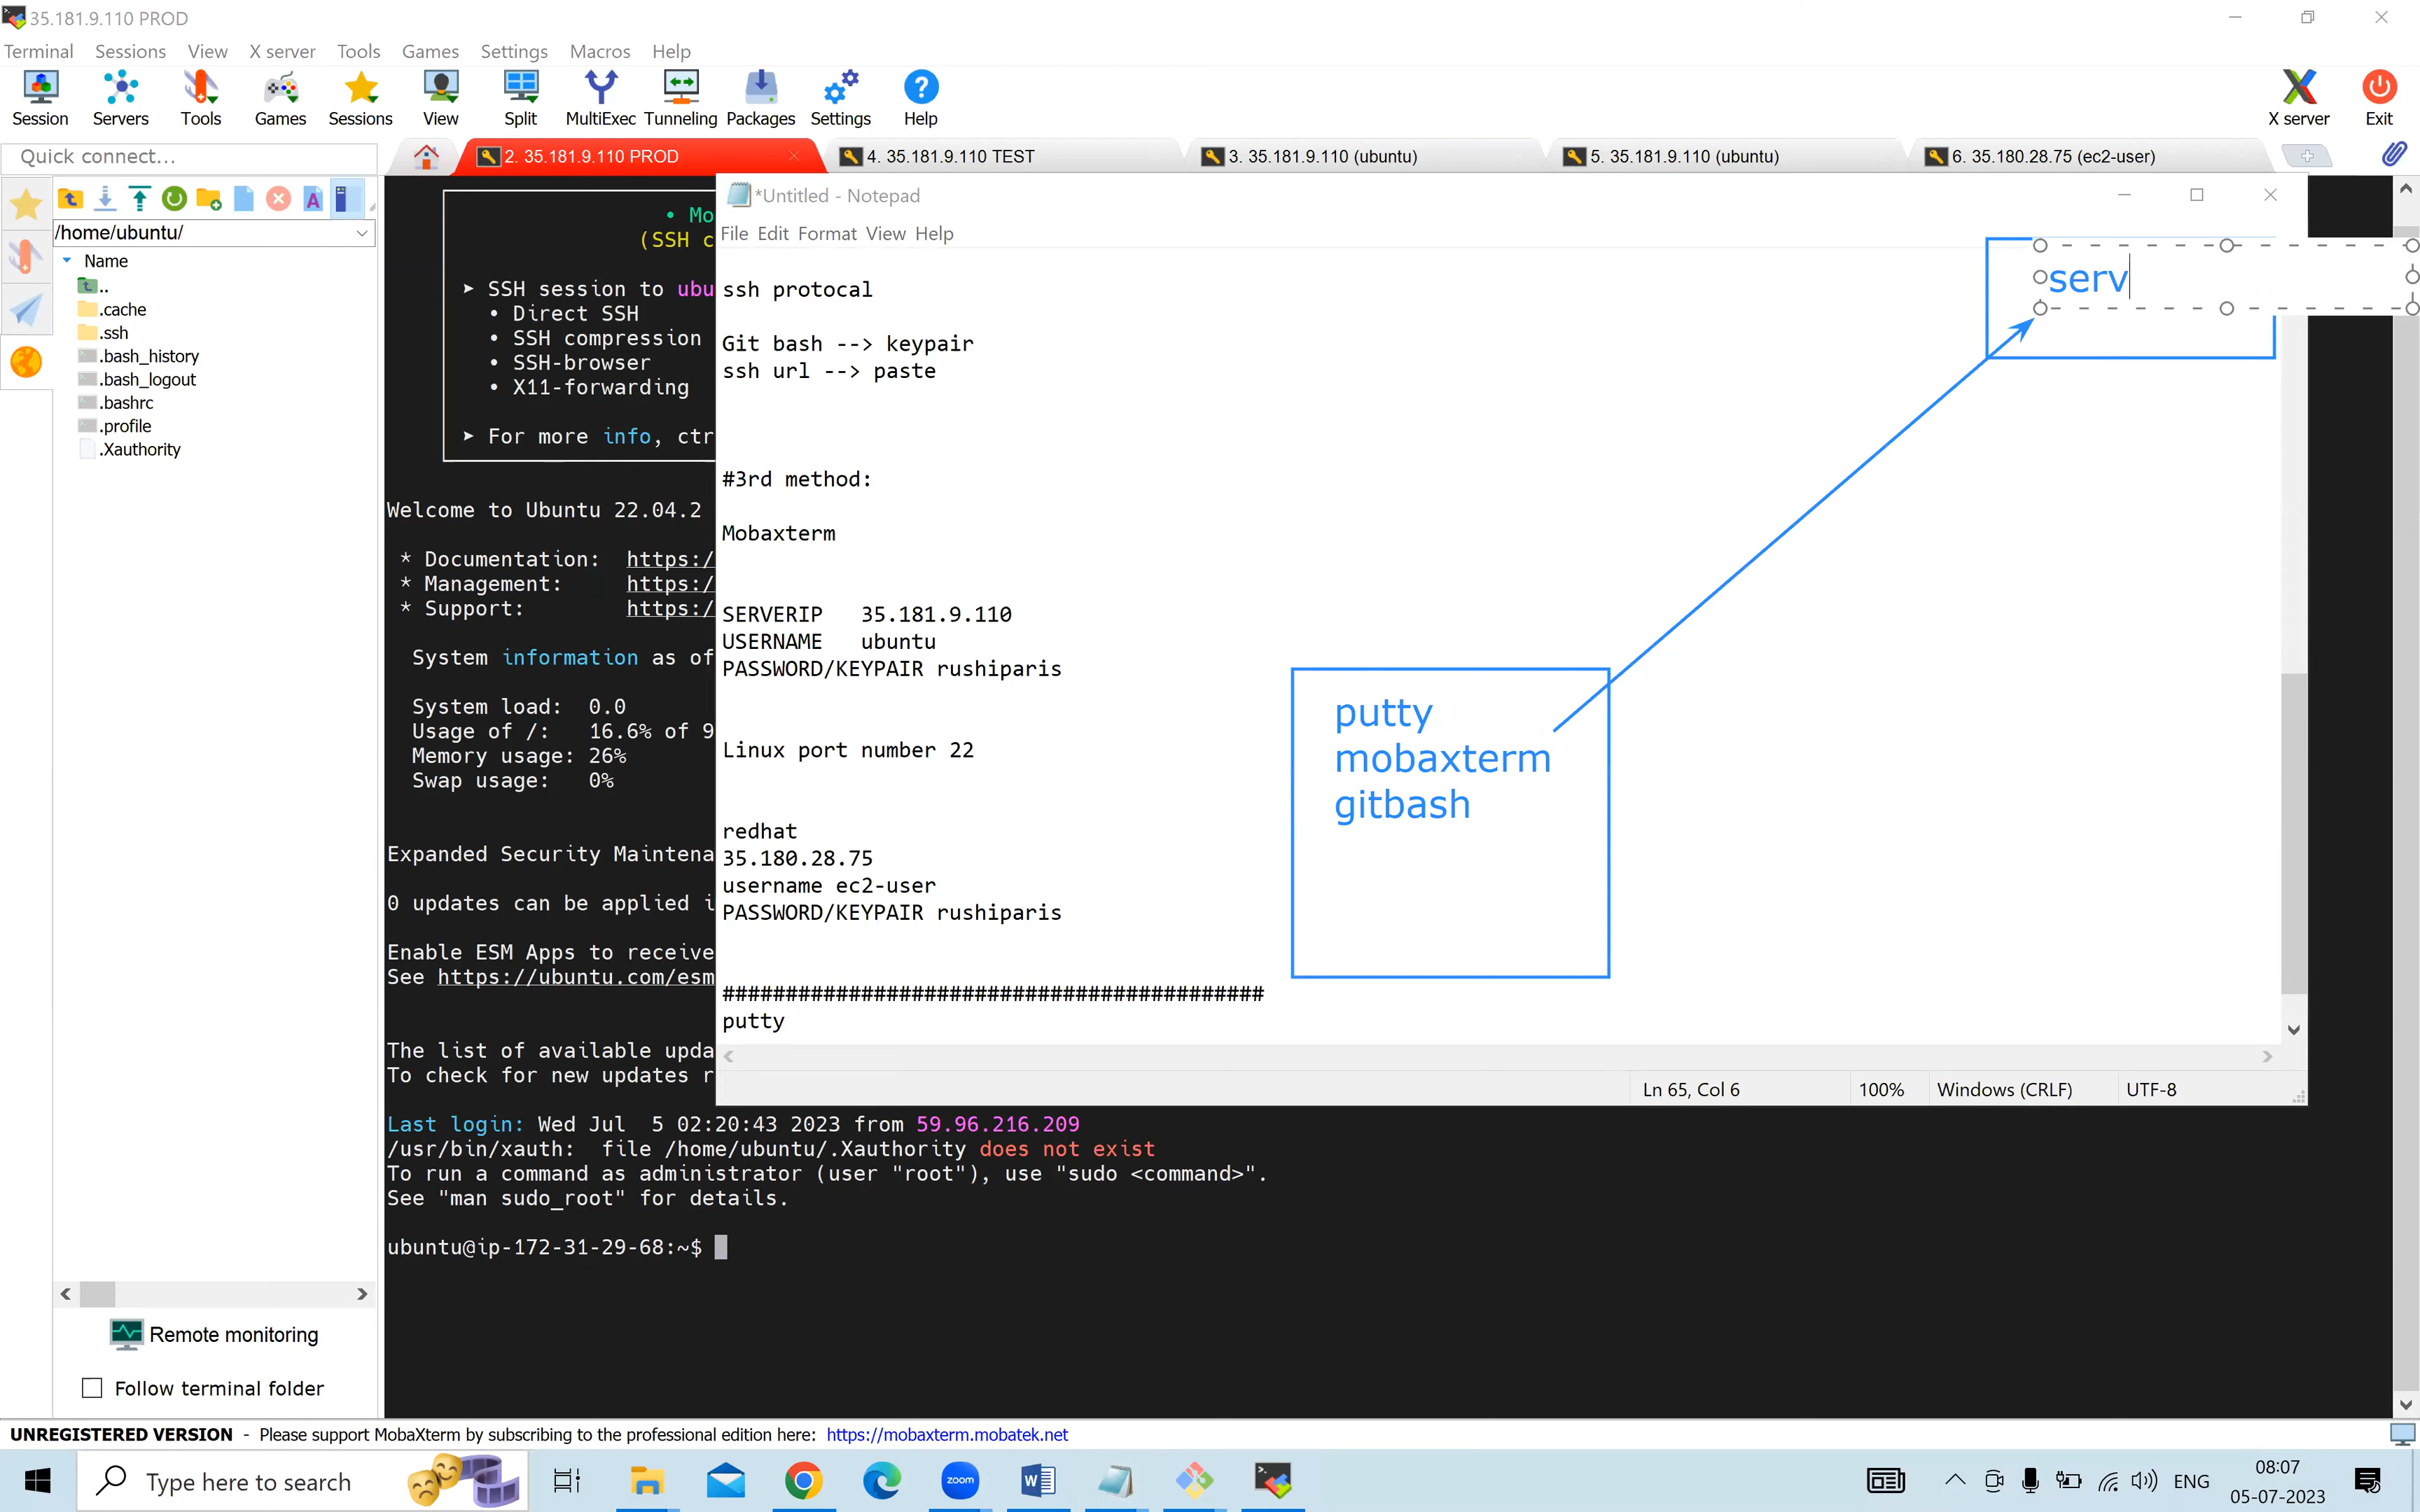 35.181.9.110 PROD
Terminal Sessions View X server Tools Games Settings Macros Help
Session Servers Tools Games Sessions View Split MultiExec Tunneling Packages Settings Help X server Exit
Quick connect...
2. 35.181.9.110 PROD
4. 35.181.9.110 TEST
3. 35.181.9.110 (ubuntu)
5. 35.181.9.110 (ubuntu)
6. 35.180.28.75 (ec2-user)
/home/ubuntu/
Name
..
.cache
.ssh
.bash_history
.bash_logout
.bashrc
.profile
.Xauthority
Remote monitoring
Follow terminal folder
• Mo
(SSH c
➤ SSH session to ubu
• Direct SSH
• SSH compression
• SSH-browser
• X11-forwarding
➤ For more info, ctr
Welcome to Ubuntu 22.04.2
* Documentation: https:/
* Management: https:/
* Support: https:/
System information as of
System load: 0.0
Usage of /: 16.6% of 9
Memory usage: 26%
Swap usage: 0%
Expanded Security Maintena
0 updates can be applied i
Enable ESM Apps to receive
See https://ubuntu.com/esm
The list of available upda
To check for new updates r
Last login: Wed Jul 5 02:20:43 2023 from 59.96.216.209
/usr/bin/xauth: file /home/ubuntu/.Xauthority does not exist
To run a command as administrator (user "root"), use "sudo <command>".
See "man sudo_root" for details.
ubuntu@ip-172-31-29-68:~$
*Untitled - Notepad
File Edit Format View Help
ssh protocal
Git bash --> keypair
ssh url --> paste
#3rd method:
Mobaxterm
SERVERIP 35.181.9.110
USERNAME ubuntu
PASSWORD/KEYPAIR rushiparis
Linux port number 22
redhat
35.180.28.75
username ec2-user
PASSWORD/KEYPAIR rushiparis
###########################################
putty
serv
putty
mobaxterm
gitbash
Ln 65, Col 6
100%
Windows (CRLF)
UTF-8
UNREGISTERED VERSION - Please support MobaXterm by subscribing to the professional edition here: https://mobaxterm.mobatek.net
Type here to search
zoom
ENG
08:07
05-07-2023